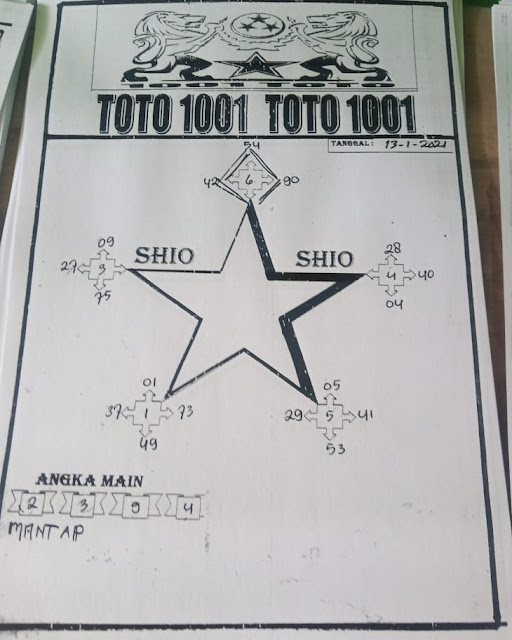 1001 TOTO
TOTO 1001 TOTO 1001
TANGGAL: 13-1-2021
54
42 6 90
SHIO SHIO
09
27 3
75
28
4 40
04
01
37 1 73
49
05
29 5 41
53
ANGKA MAIN
2 3 9 4
MANTAP